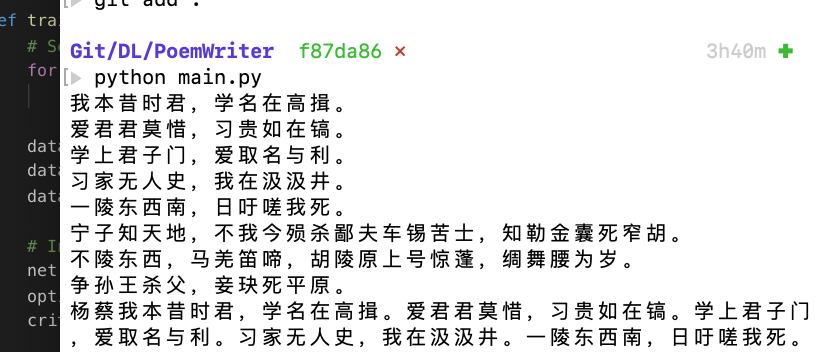 git add .
ef trai
# Se
Git/DL/PoemWriter f87da86 × 3h40m +
for
python main.py
我本昔时君，学名在高揖。
爱君君莫惜，习贵如在镐。
学上君子门，爱取名与利。
data
习家无人史，我在汲汲井。
data
一陵东西南，日吁嗟我死。
data
宁子知天地，不我今殒杀鄙夫车锡苦士，知勒金囊死窄胡。
# In
不陵东西，马羌笛啼，胡陵原上号惊蓬，绸舞腰为岁。
net
争孙王杀父，妾玦死平原。
opti
杨蔡我本昔时君，学名在高揖。爱君君莫惜，习贵如在镐。学上君子门
crit
，爱取名与利。习家无人史，我在汲汲井。一陵东西南，日吁嗟我死。